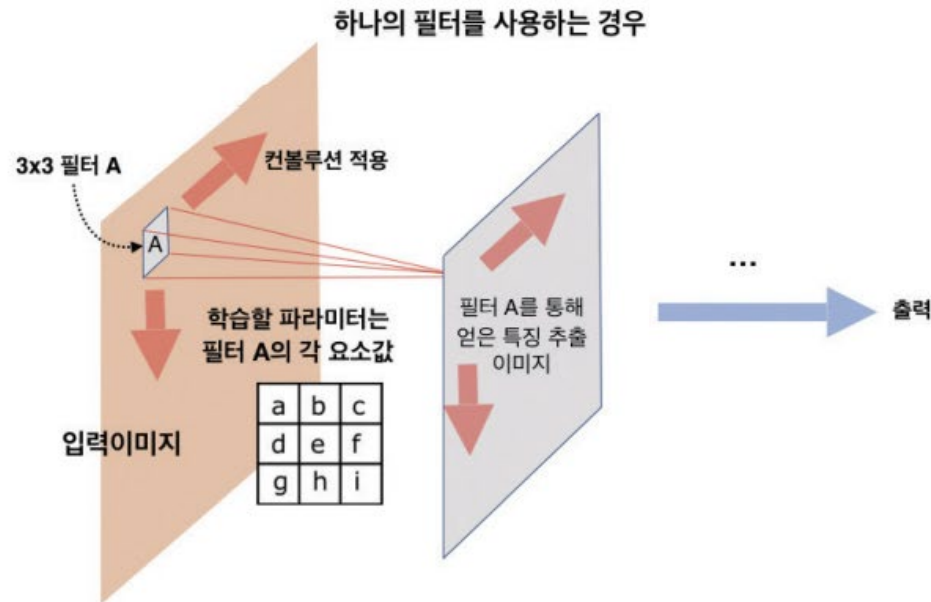 하나의 필터를 사용하는 경우
3x3 필터 A
컨볼루션 적용
A
학습할 파라미터는
필터 A의 각 요소값
a b c
d e f
g h i
입력이미지
필터 A를 통해
얻은 특징 추출
이미지
...
출력